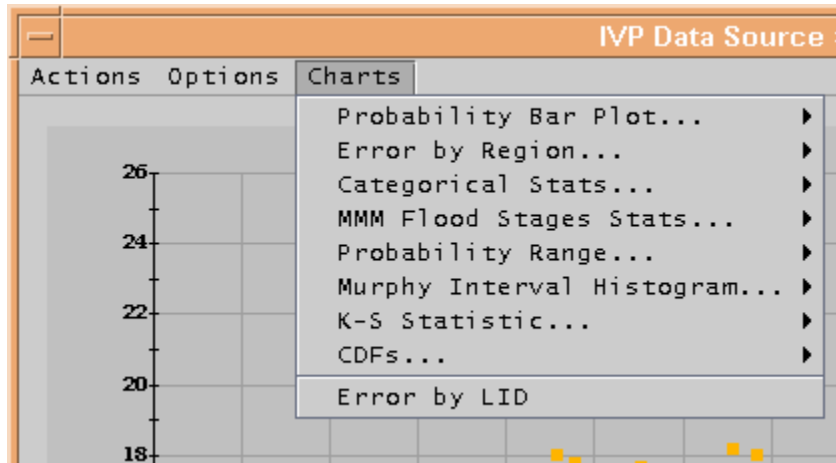 IVP Data Source
Actions Options Charts
Probability Bar Plot...
Error by Region...
Categorical Stats...
MMM Flood Stages Stats...
Probability Range...
Murphy Interval Histogram...
K-S Statistic...
CDFs...
Error by LID
26
24
22
20
18